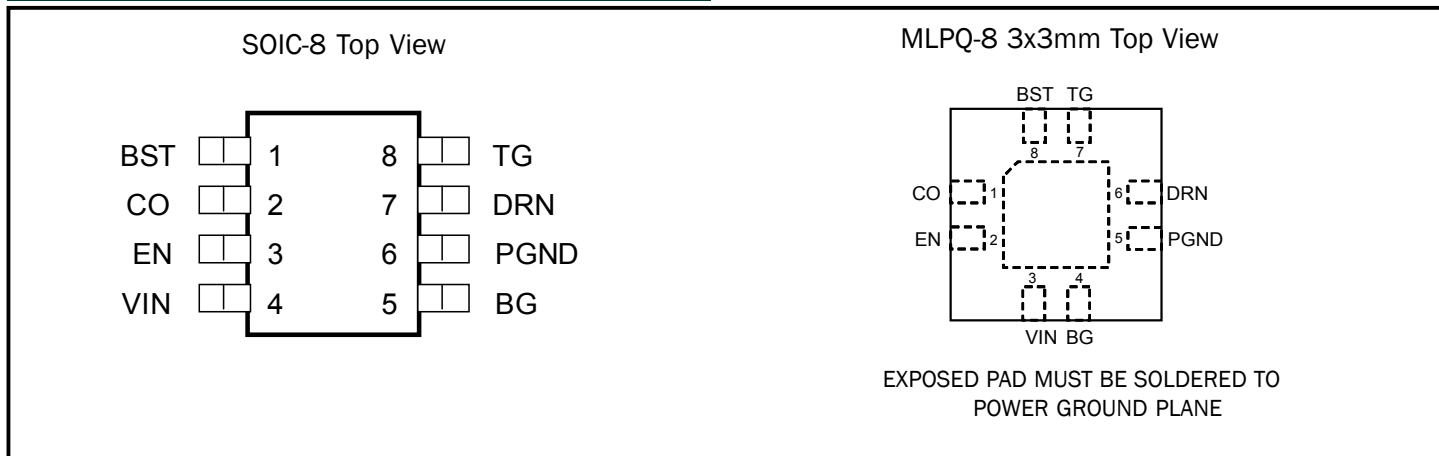 SOIC-8 Top View
BST 1 8 TG
CO 2 7 DRN
EN 3 6 PGND
VIN 4 5 BG
MLPQ-8 3x3mm Top View
BST TG
8 7
CO 1 6 DRN
EN 2 5 PGND
3 4
VIN BG
EXPOSED PAD MUST BE SOLDERED TO
POWER GROUND PLANE